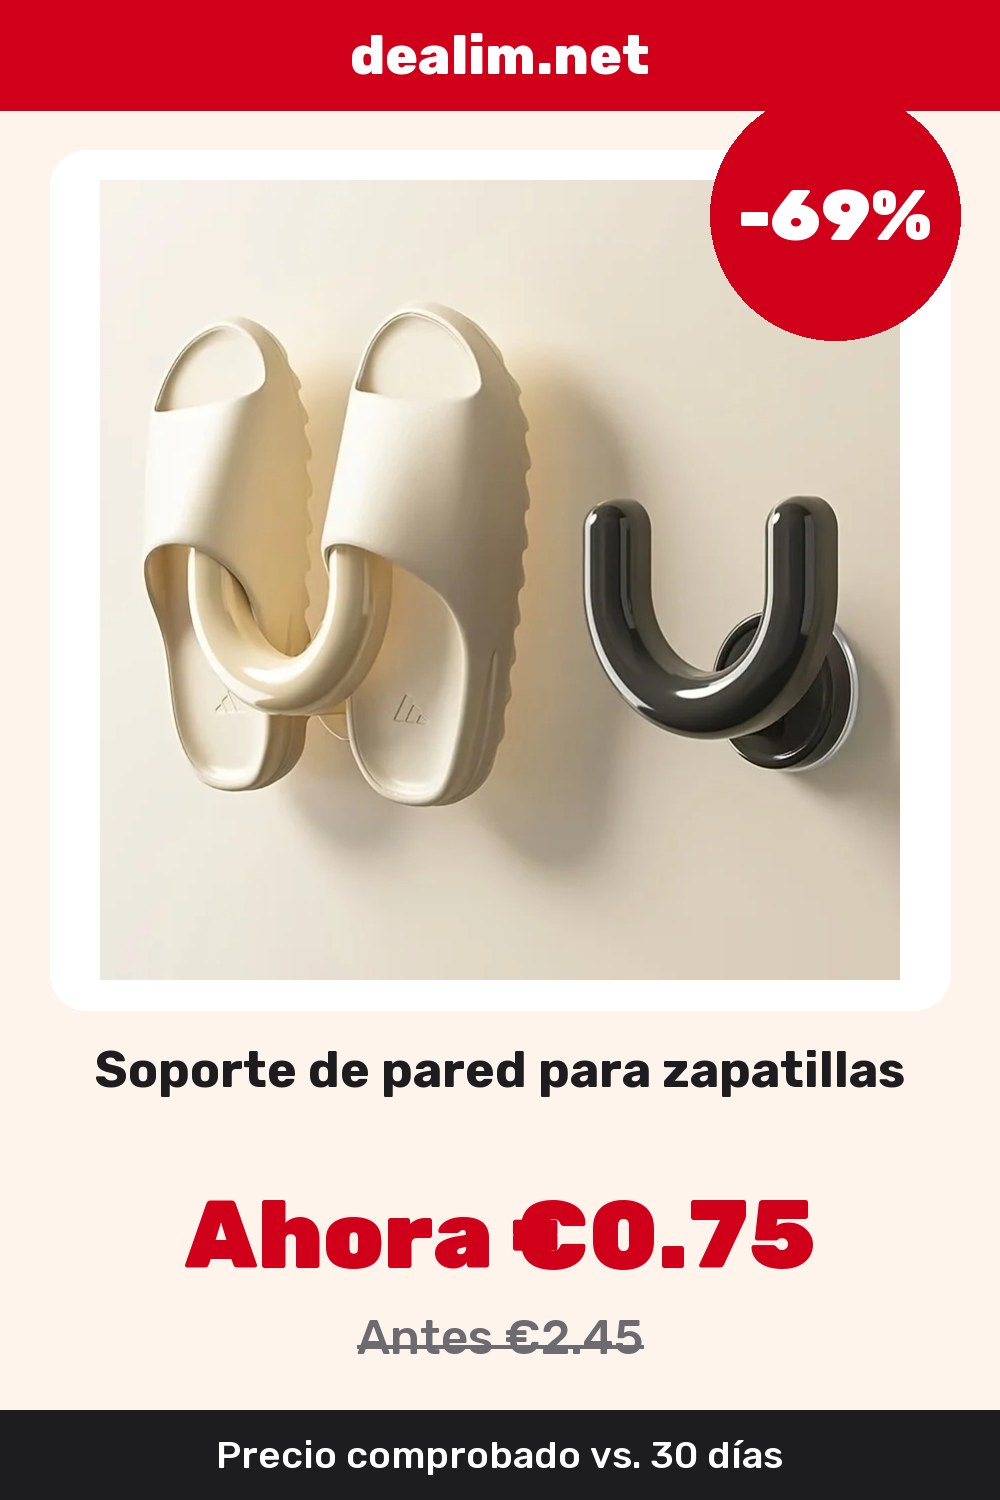 dealim.net
-69%
Soporte de pared para zapatillas
Ahora €0.75
Antes €2.45
Precio comprobado vs. 30 días